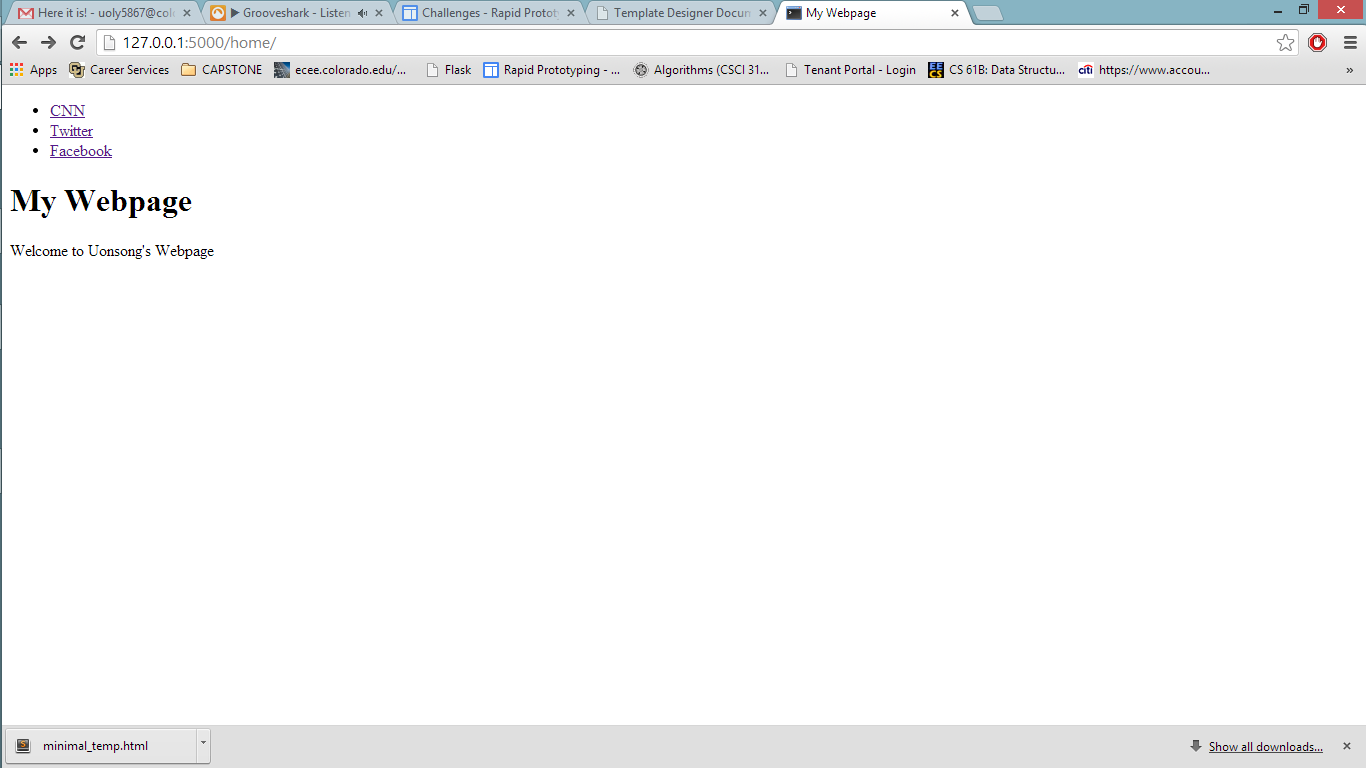 Here it is! - uoly5867@col
Grooveshark - Listen
Challenges - Rapid Protot
Template Designer Docum
My Webpage
127.0.0.1:5000/home/
Apps Career Services CAPSTONE ecee.colorado.edu/... Flask Rapid Prototyping - ... Algorithms (CSCI 31... Tenant Portal - Login EECS CS 61B: Data Structu... citi https://www.accou... »
• CNN
• Twitter
• Facebook
My Webpage
Welcome to Uonsong's Webpage
minimal_temp.html
Show all downloads...